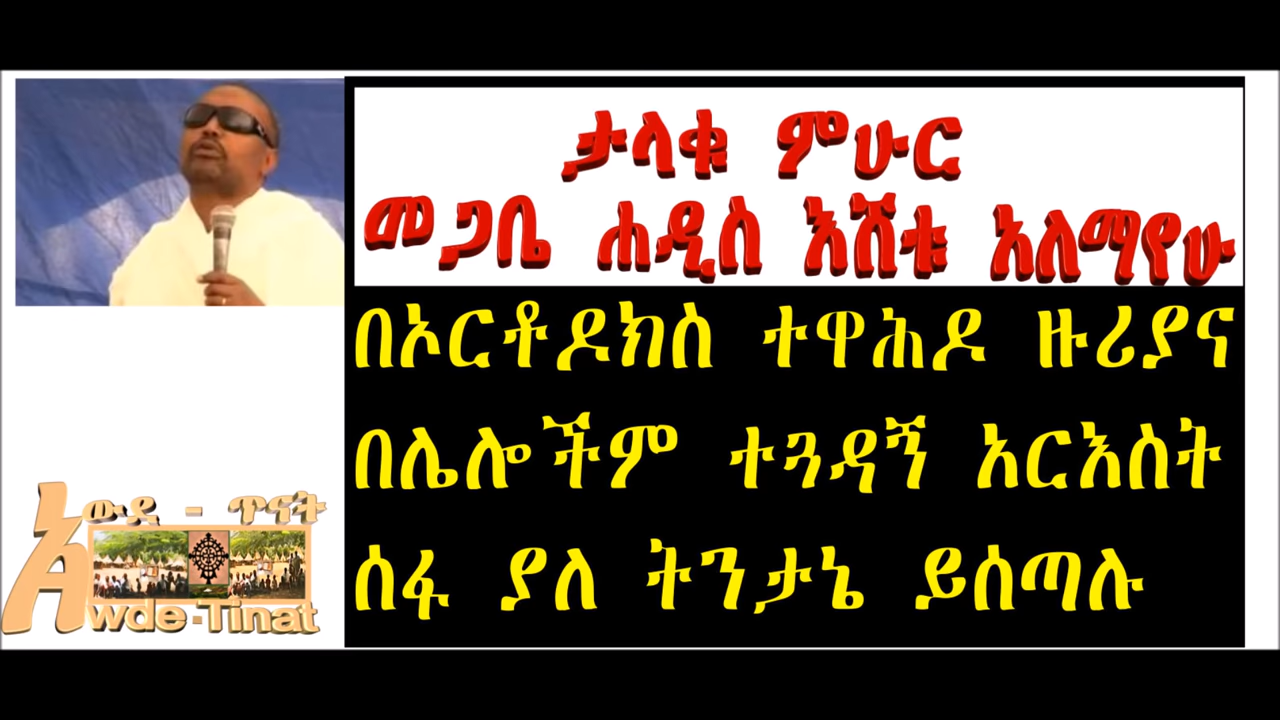 ታላቁ ምሁር
መጋቤ ሐዲስ እሸቱ አለማየሁ
በኦርቶዶክስ ተዋሕዶ ዙሪያና
በሌሎችም ተጓዳኝ አርእስት
ሰፋ ያለ ትንታኔ ይሰጣሉ
አውደ - ጥናት
Awde-Tinat